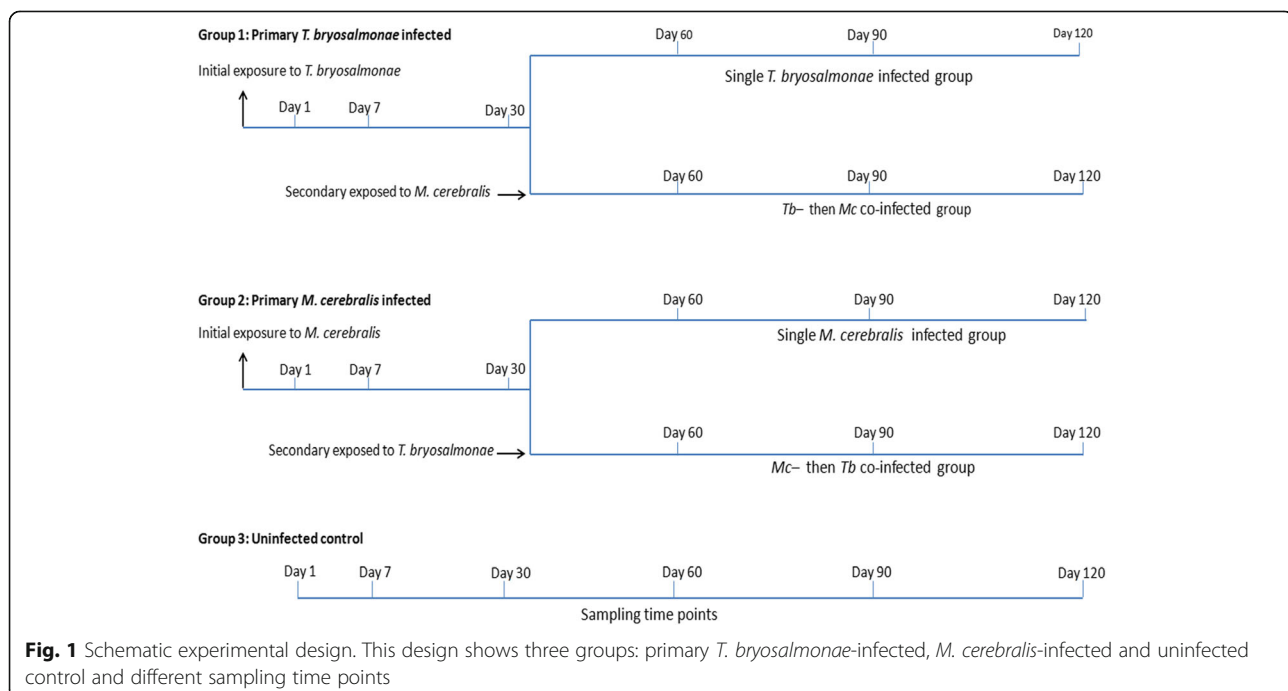 Group 1: Primary T. bryosalmonae infected
Initial exposure to T. bryosalmonae
Day 1
Day 7
Day 30
Day 60
Day 90
Day 120
Single T. bryosalmonae infected group
Secondary exposed to M. cerebralis
Day 60
Day 90
Day 120
Tb– then Mc co-infected group
Group 2: Primary M. cerebralis infected
Initial exposure to M. cerebralis
Day 1
Day 7
Day 30
Day 60
Day 90
Day 120
Single M. cerebralis infected group
Secondary exposed to T. bryosalmonae
Day 60
Day 90
Day 120
Mc– then Tb co-infected group
Group 3: Uninfected control
Day 1
Day 7
Day 30
Day 60
Day 90
Day 120
Sampling time points
Fig. 1 Schematic experimental design. This design shows three groups: primary T. bryosalmonae-infected, M. cerebralis-infected and uninfected
control and different sampling time points